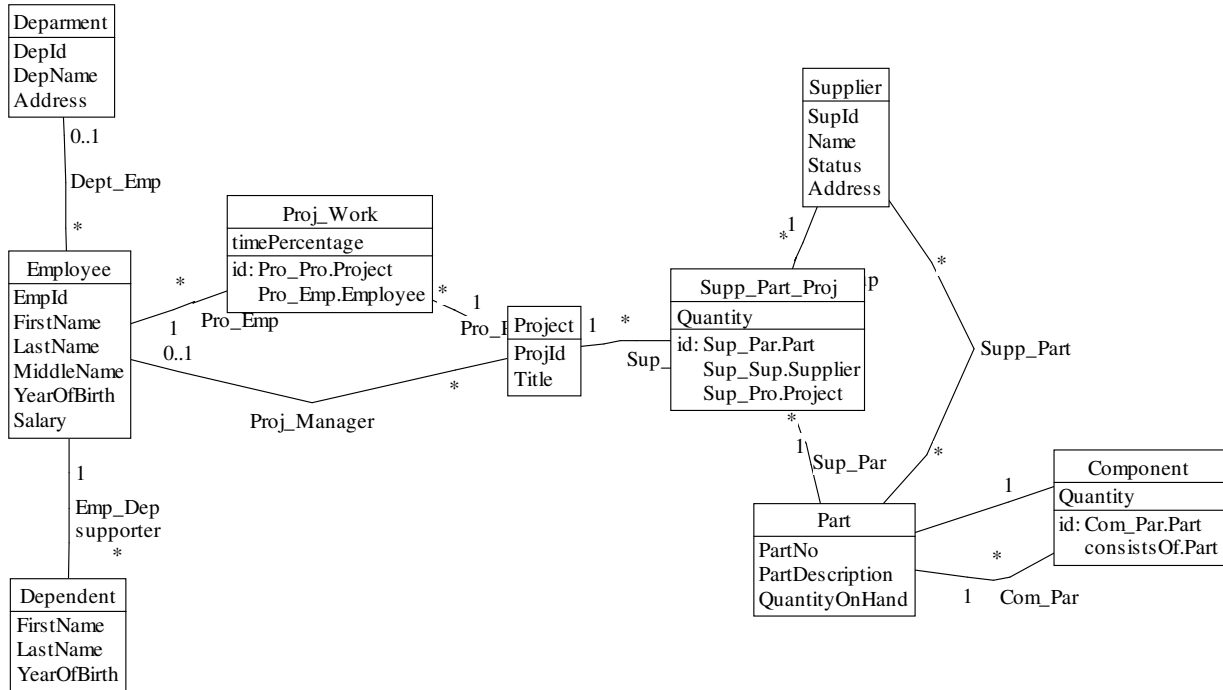 Deparment
DepId
DepName
Address
0..1
Dept_Emp
*
Employee
EmpId
FirstName
LastName
MiddleName
YearOfBirth
Salary
Proj_Work
timePercentage
id: Pro_Pro.Project
Pro_Emp.Employee
*
Pro_Emp
1
*
1
0..1
*
Proj_Manager
Project
ProjId
Title
1
*
Supplier
SupId
Name
Status
Address
1
*
Supp_Part_Proj
Quantity
id: Sup_Par.Part
Sup_Sup.Supplier
Sup_Pro.Project
*
Supp_Part
*
*
1
Sup_Par
Part
PartNo
PartDescription
QuantityOnHand
Component
Quantity
id: Com_Par.Part
consistsOf.Part
1
*
1
Com_Par
1
Emp_Dep
supporter
*
Dependent
FirstName
LastName
YearOfBirth